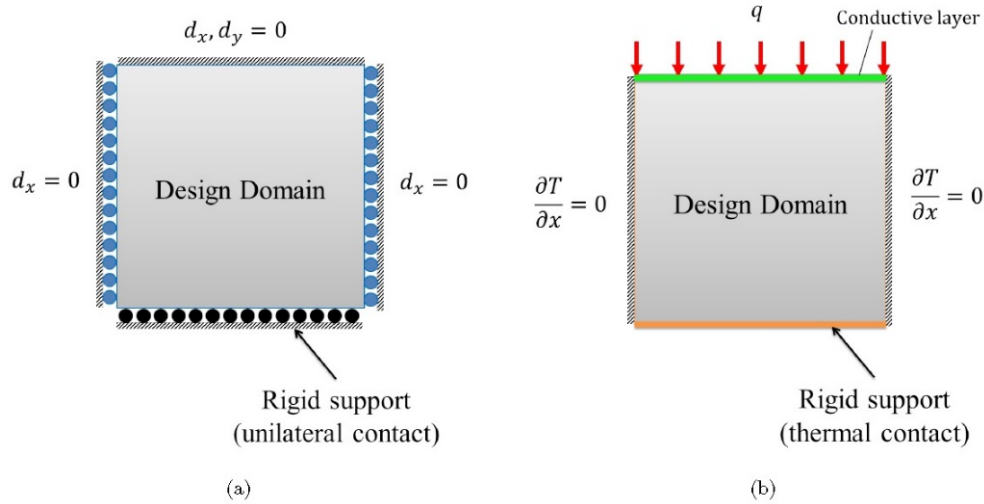 d_x, d_y = 0
d_x = 0
Design Domain
d_x = 0
Rigid support
(unilateral contact)
(a)
q
Conductive layer
∂T/∂x = 0
Design Domain
∂T/∂x = 0
Rigid support
(thermal contact)
(b)